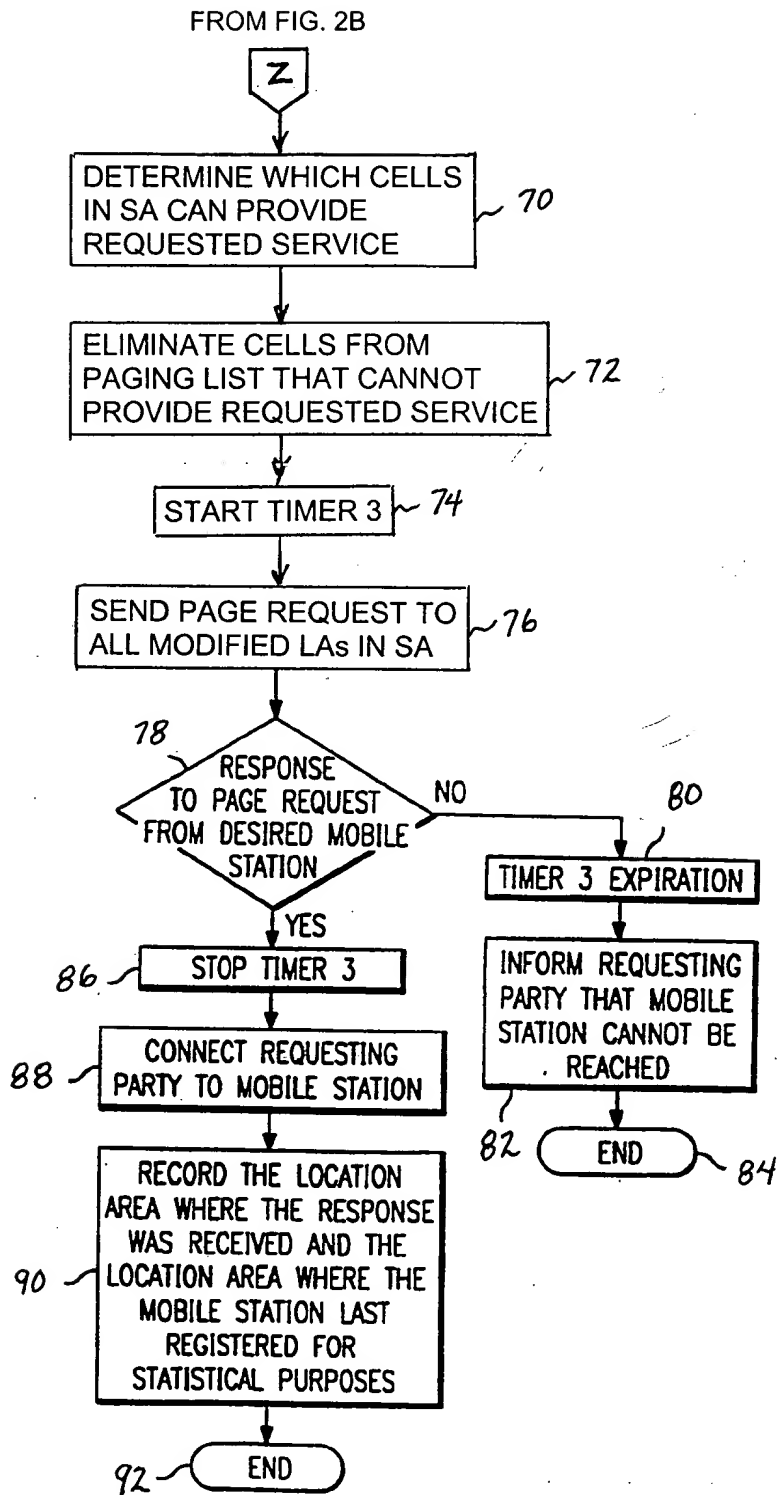 FROM FIG. 2B
Z
DETERMINE WHICH CELLS
IN SA CAN PROVIDE
REQUESTED SERVICE
70
ELIMINATE CELLS FROM
PAGING LIST THAT CANNOT
PROVIDE REQUESTED SERVICE
72
START TIMER 3
74
SEND PAGE REQUEST TO
ALL MODIFIED LAs IN SA
76
78
RESPONSE
TO PAGE REQUEST
FROM DESIRED MOBILE
STATION
NO
80
TIMER 3 EXPIRATION
INFORM REQUESTING
PARTY THAT MOBILE
STATION CANNOT BE
REACHED
82
END
84
YES
86
STOP TIMER 3
88
CONNECT REQUESTING
PARTY TO MOBILE STATION
90
RECORD THE LOCATION
AREA WHERE THE RESPONSE
WAS RECEIVED AND THE
LOCATION AREA WHERE THE
MOBILE STATION LAST
REGISTERED FOR
STATISTICAL PURPOSES
92
END